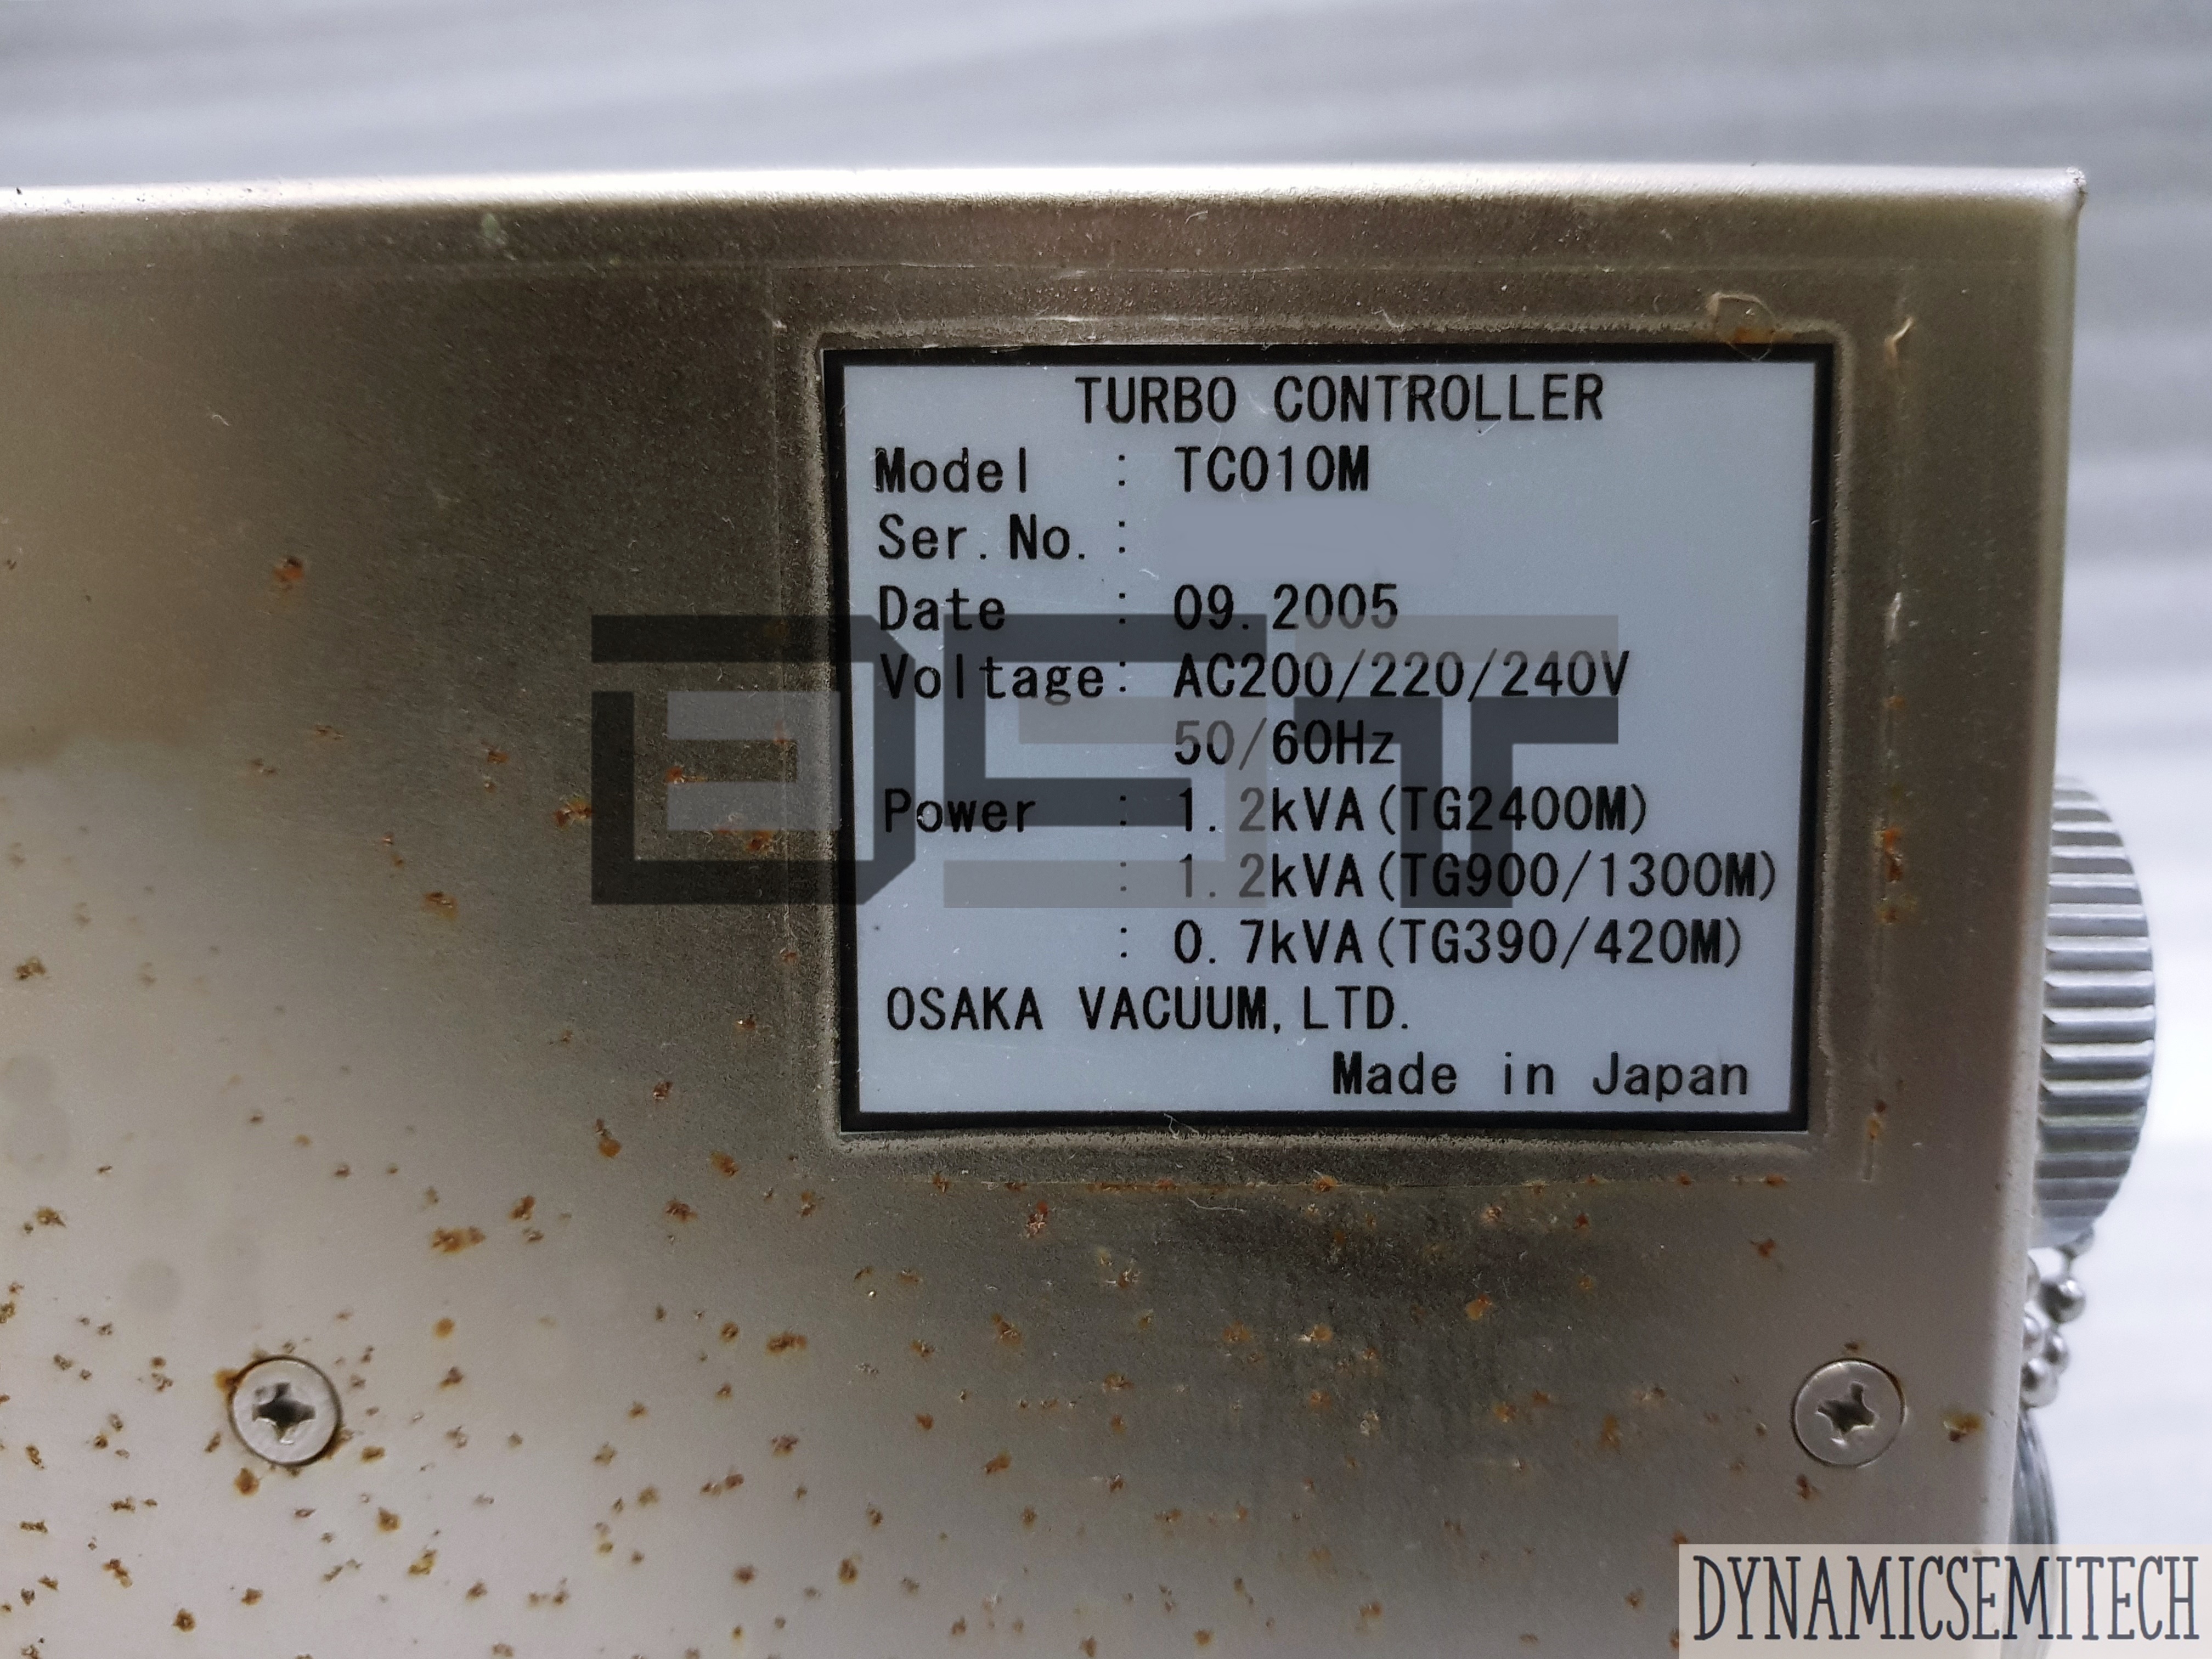 TURBO CONTROLLER
Model : TC010M
Ser.No. :
Date : 09.2005
Voltage: AC200/220/240V
50/60Hz
Power : 1.2kVA(TG2400M)
: 1.2kVA(TG900/1300M)
: 0.7kVA(TG390/420M)
OSAKA VACUUM,LTD.
Made in Japan
DST
DYNAMICSEMITECH